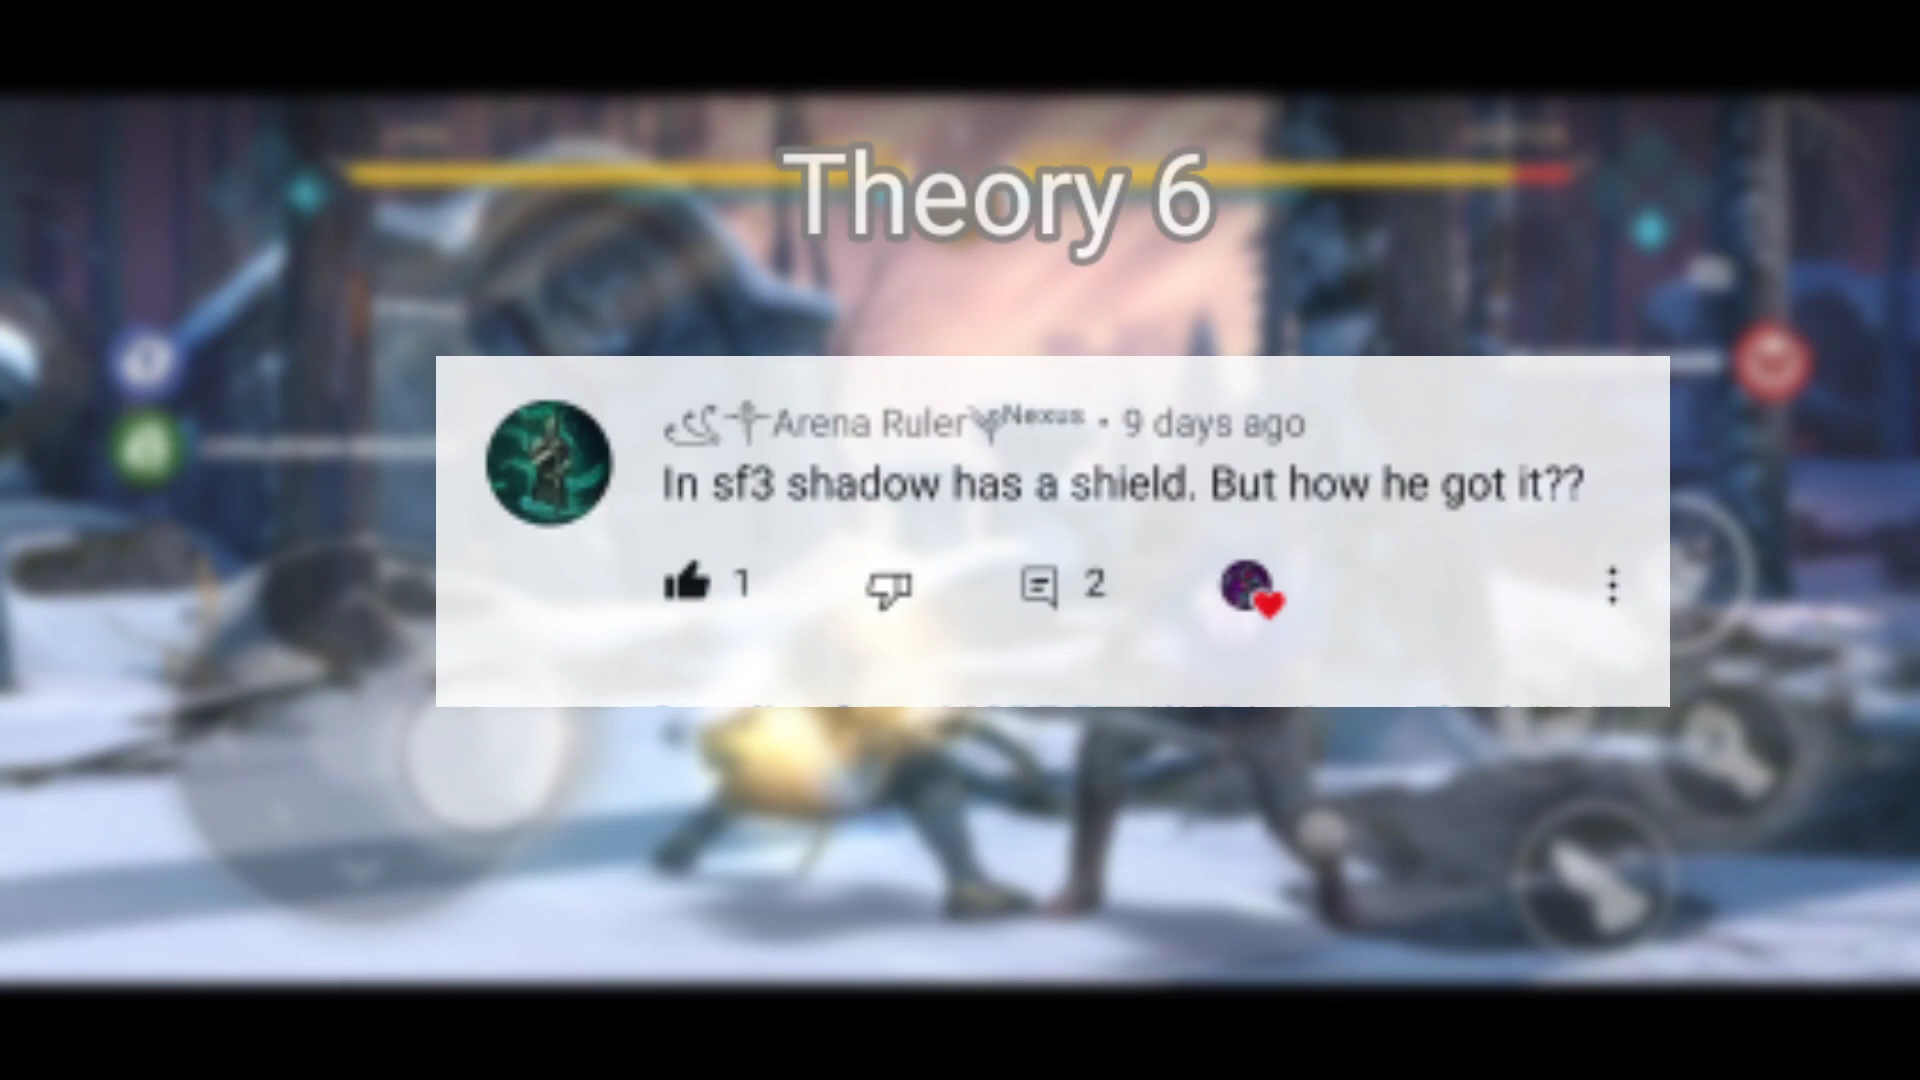 Theory 6
Arena Ruler Nexus • 9 days ago
In sf3 shadow has a shield. But how he got it??
1 2